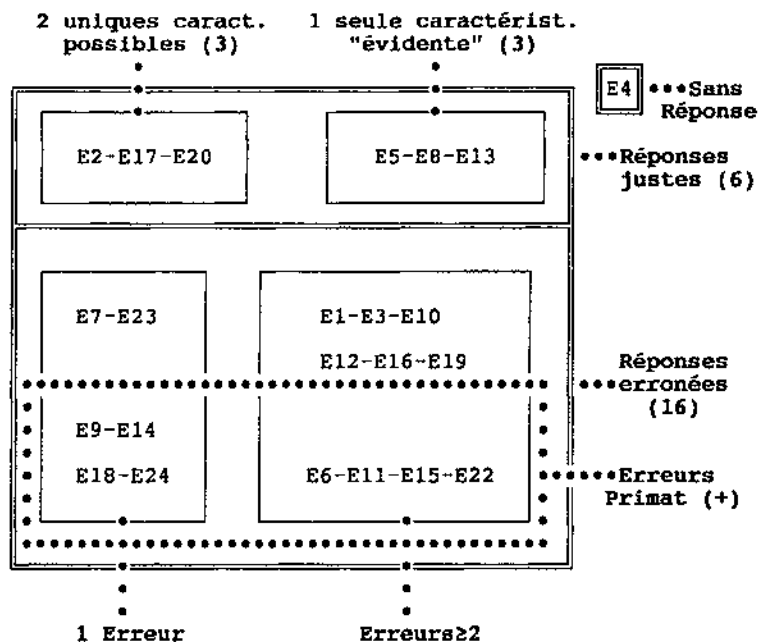 2 uniques caract. 1 seule caractérist.
possibles (3) "évidente" (3)
E4 Sans
Réponse
E2-E17-E20 E5-E8-E13 Réponses
justes (6)
E7-E23 E1-E3-E10
E12-E16-E19 Réponses
erronées
(16)
E9-E14
E18-E24 E6-E11-E15-E22 Erreurs
Primat (+)
1 Erreur Erreurs≥2